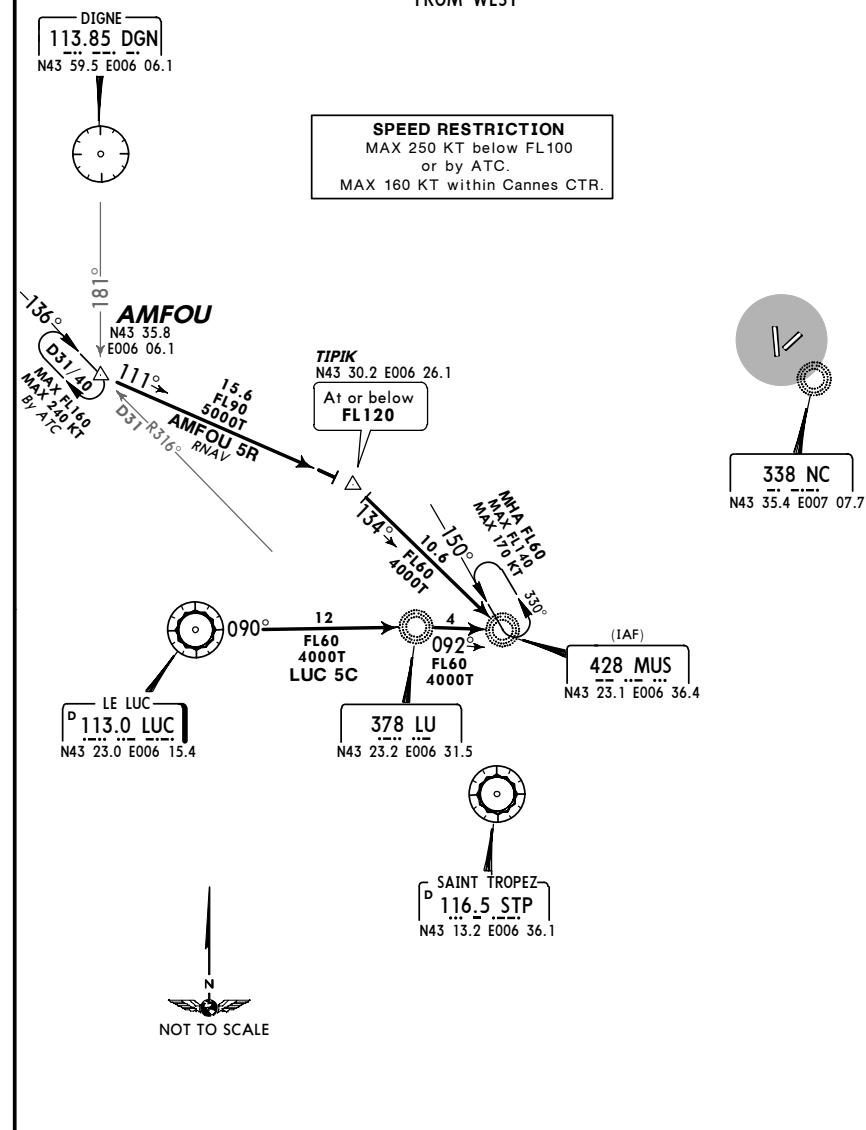 FROM WEST
DIGNE
113.85 DGN
N43 59.5 E006 06.1
SPEED RESTRICTION
MAX 250 KT below FL100
or by ATC.
MAX 160 KT within Cannes CTR.
181°
136°
D31/40
MAX FL160
MAX 240 KT
By ATC
AMFOU
N43 35.8
E006 06.1
111°
15.6
FL90
5000T
AMFOU 5R
RNAV
D31 R316°
TIPIK
N43 30.2 E006 26.1
At or below
FL120
338 NC
N43 35.4 E007 07.7
134°
10.6
FL60
4000T
150°
MHA FL60
MAX FL140
MAX 170 KT
330°
090°
12
FL60
4000T
LUC 5C
4
092°
FL60
4000T
(IAF)
428 MUS
N43 23.1 E006 36.4
LE LUC
D 113.0 LUC
N43 23.0 E006 15.4
378 LU
N43 23.2 E006 31.5
SAINT TROPEZ
D 116.5 STP
N43 13.2 E006 36.1
N
NOT TO SCALE